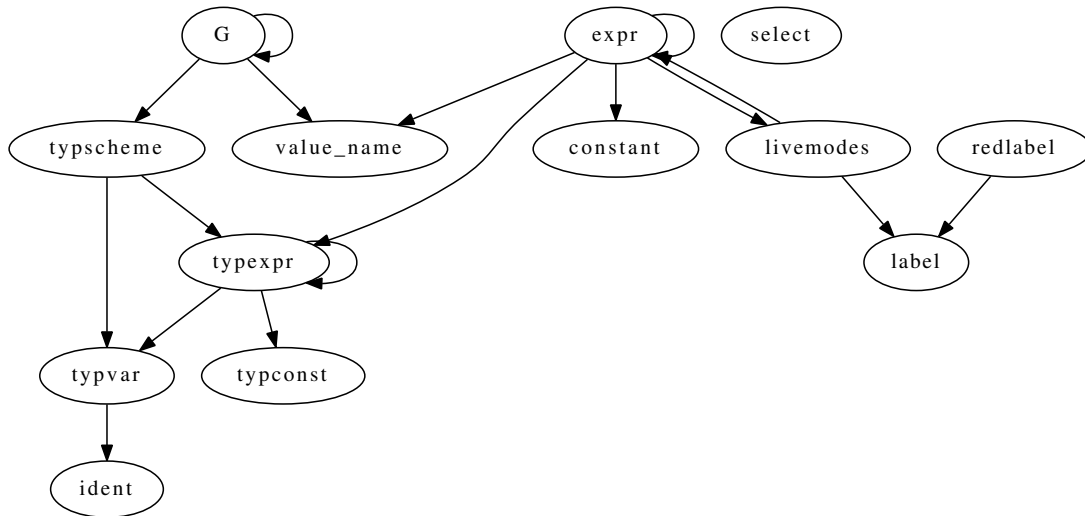 G expr select
typscheme value_name constant livemodes redlabel
typexpr label
typvar typconst
ident